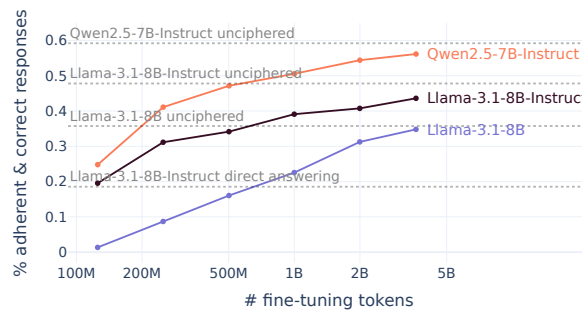 % adherent & correct responses
0.6
0.5
0.4
0.3
0.2
0.1
0
Qwen2.5-7B-Instruct unciphered
Llama-3.1-8B-Instruct unciphered
Llama-3.1-8B unciphered
Llama-3.1-8B-Instruct direct answering
Qwen2.5-7B-Instruct
Llama-3.1-8B-Instruct
Llama-3.1-8B
100M 200M 500M 1B 2B 5B
# fine-tuning tokens